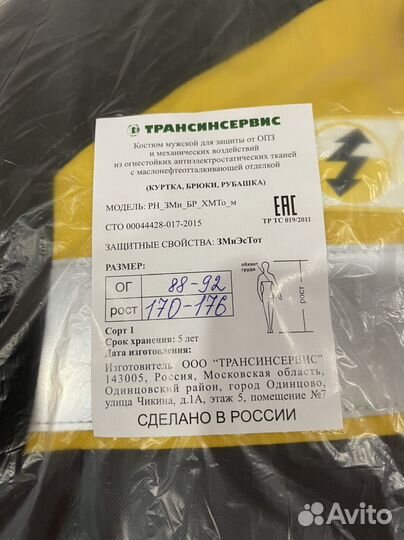 ТРАНСИНСЕРВИС
Костюм мужской для защиты от ОПЗ
и механических воздействий
из огнестойких антиэлектростатических тканей
с маслонефтеотталкивающей отделкой
(КУРТКА, БРЮКИ, РУБАШКА)
МОДЕЛЬ: РН_ЗМи_БР_ХМТо_м
СТО 00044428-017-2015
ЕАС
ТР ТС 019/2011
ЗАЩИТНЫЕ СВОЙСТВА: ЗМиЭсТот
РАЗМЕР:
ОГ 88-92
рост 170-176
обхват
груди
рост
Сорт 1
Срок хранения: 5 лет
Дата изготовления:
Изготовитель ООО "ТРАНСИНСЕРВИС"
143005, Россия, Московская область,
Одинцовский район, город Одинцово,
улица Чикина, д.1А, этаж 5, помещение №7
СДЕЛАНО В РОССИИ
Avito